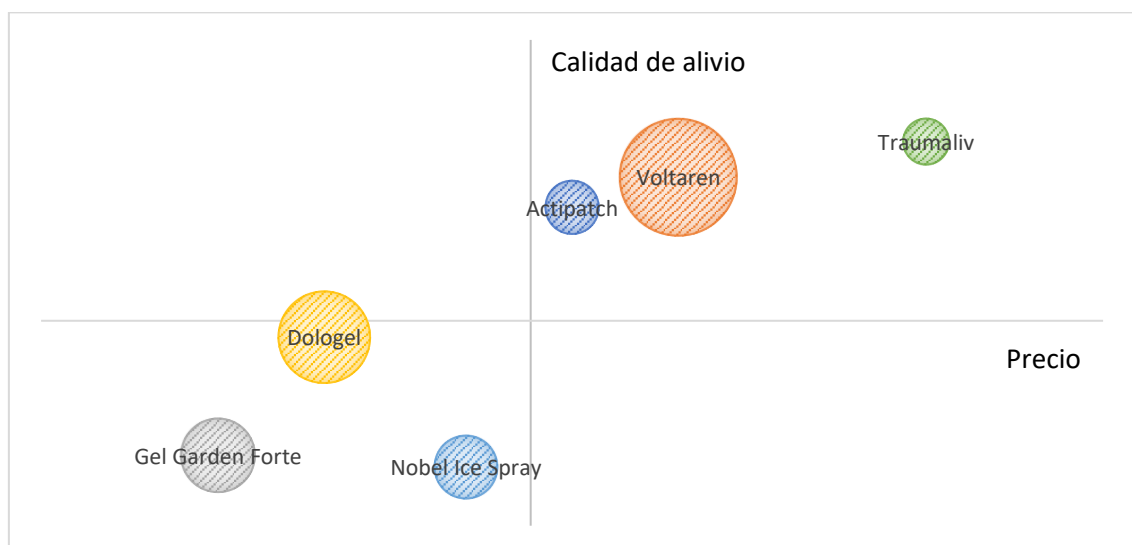 Calidad de alivio
Traumaliv
Voltaren
Actipatch
Dologel
Precio
Gel Garden Forte
Nobel Ice Spray